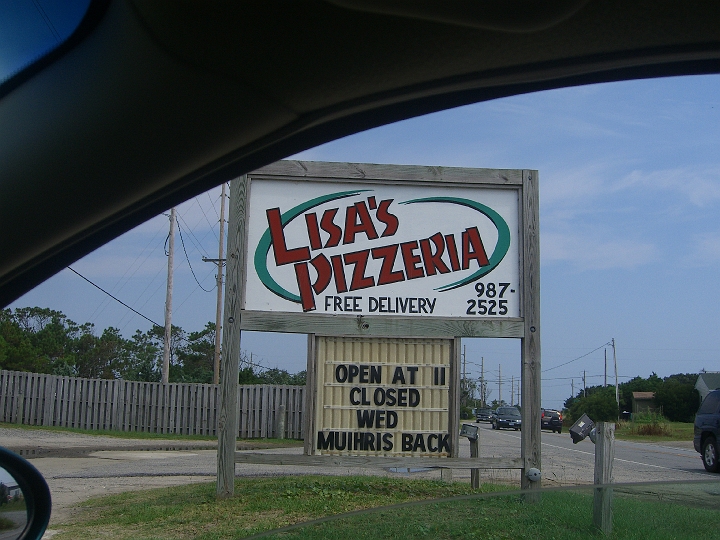 LISA'S
PIZZERIA
FREE DELIVERY
987-
2525
OPEN AT 11
CLOSED
WED
MUIHRIS BACK